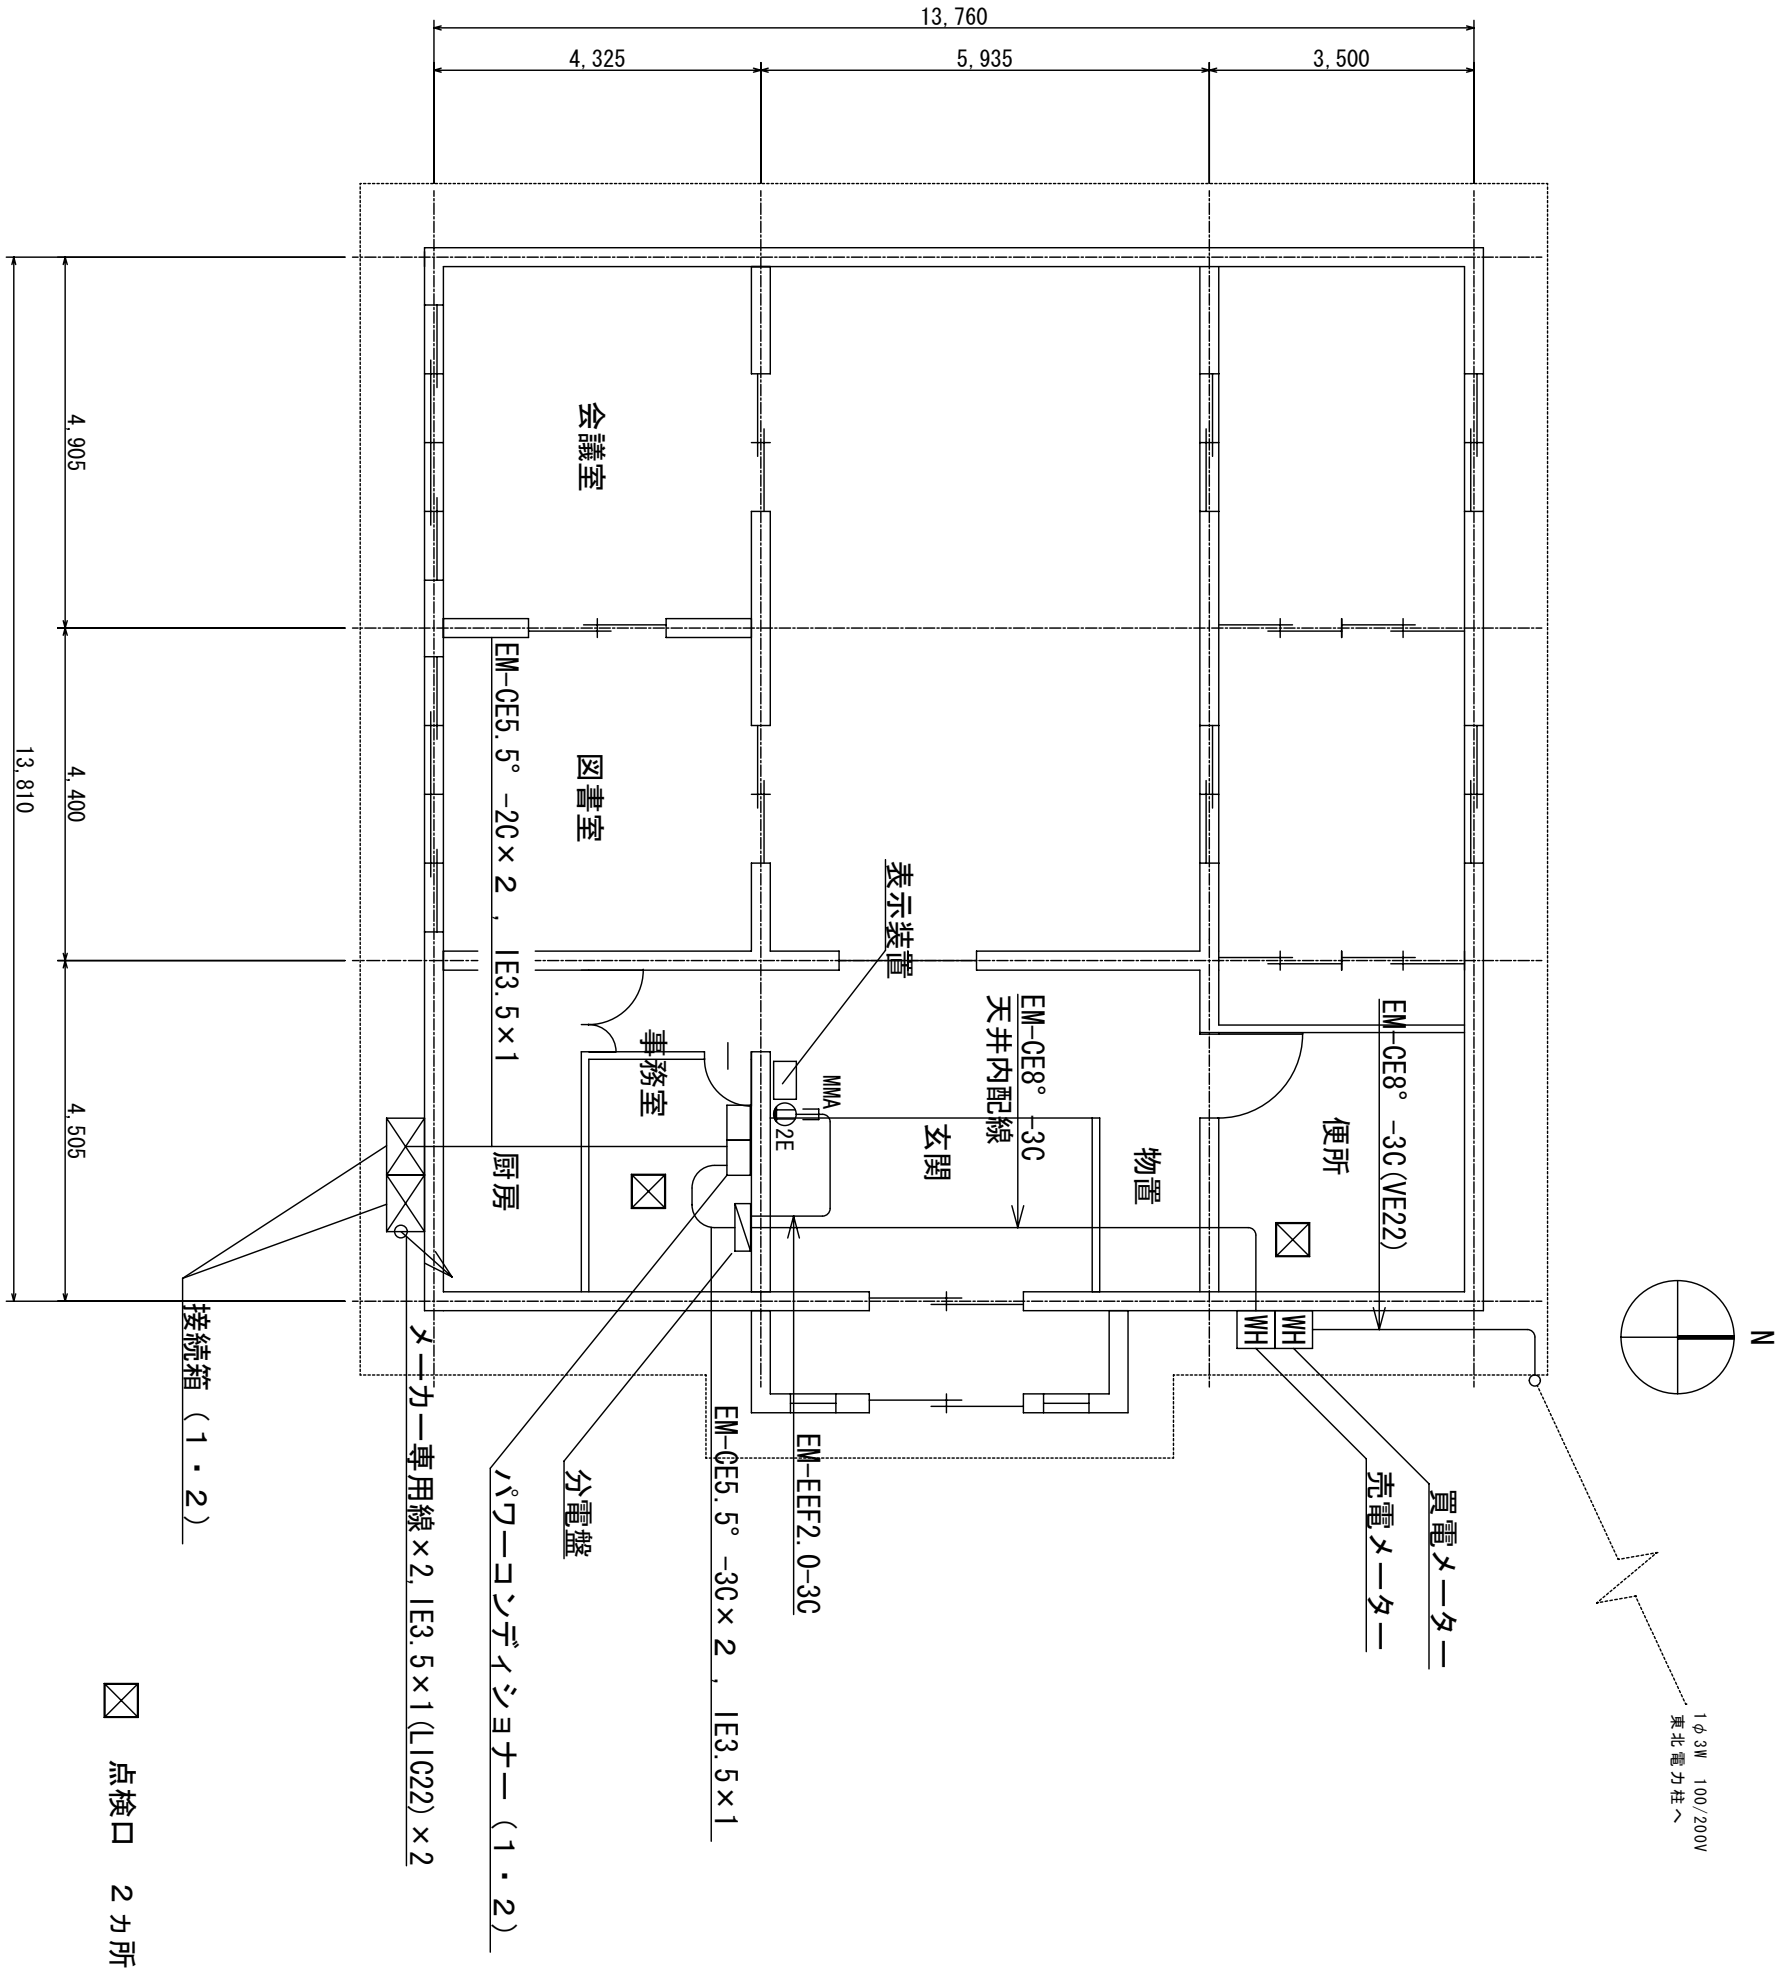 13,760
4,325
5,935
3,500
4,905
4,400
4,505
13,810
会議室
図書室
EM-CE5.5° -2C×2 , IE3.5×1
表示装置
事務室
厨房
MMA
2E
玄関
物置
便所
EM-CE8° -3C
天井内配線
EM-CE8° -3C(VE22)
WH
WH
N
1φ3W 100/200V
東北電力柱へ
買電メーター
売電メーター
EM-EEF2.0-3C
EM-CE5.5° -3C×2 , IE3.5×1
分電盤
パワーコンディショナー (1・2)
メーカー専用線×2,IE3.5×1(LIC22)×2
接続箱 (1・2)
点検口 2カ所